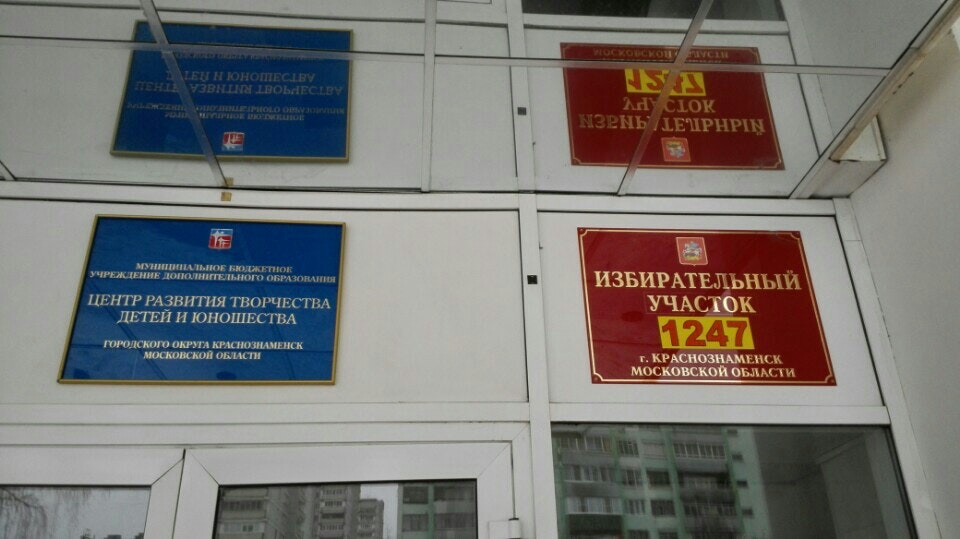 МУНИЦИПАЛЬНОЕ БЮДЖЕТНОЕ
УЧРЕЖДЕНИЕ ДОПОЛНИТЕЛЬНОГО ОБРАЗОВАНИЯ
ЦЕНТР РАЗВИТИЯ ТВОРЧЕСТВА
ДЕТЕЙ И ЮНОШЕСТВА
ГОРОДСКОГО ОКРУГА КРАСНОЗНАМЕНСК
МОСКОВСКОЙ ОБЛАСТИ
ИЗБИРАТЕЛЬНЫЙ
УЧАСТОК
1247
г. КРАСНОЗНАМЕНСК
МОСКОВСКОЙ ОБЛАСТИ